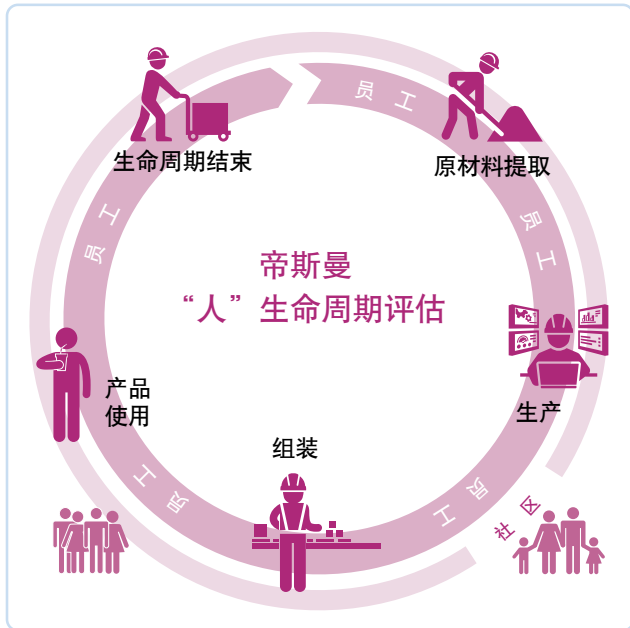 员工
生命周期结束
原材料提取
员工
员工
帝斯曼
“人”生命周期评估
产品
使用
生产
组装
员工
员工
社区